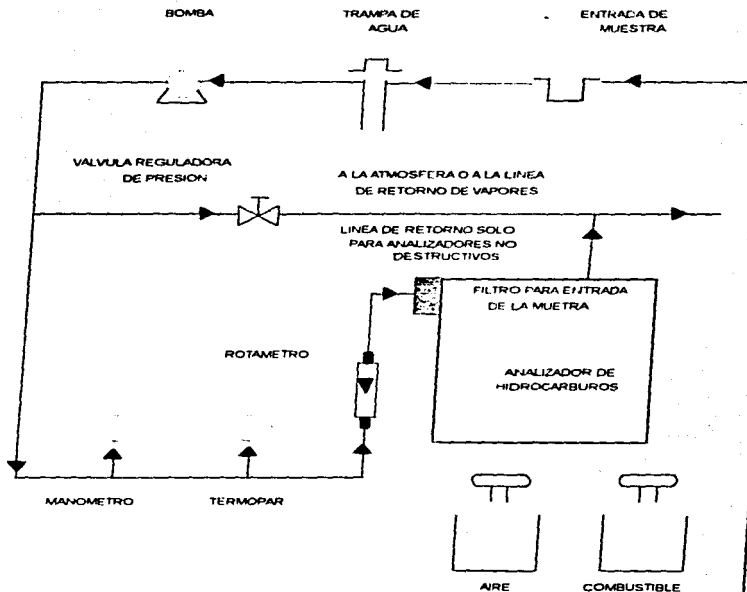 BOMBA
TRAMPA DE
AGUA
ENTRADA DE
MUESTRA
VALVULA REGULADORA
DE PRESION
A LA ATMOSFERA O A LA LINEA
DE RETORNO DE VAPORES
LINEA DE RETORNO SOLO
PARA ANALIZADORES NO
DESTRUCTIVOS
FILTRO PARA ENTRADA
DE LA MUETRA
ROTAMETRO
ANALIZADOR DE
HIDROCARBUROS
MANOMETRO
TERMOPAR
AIRE
COMBUSTIBLE